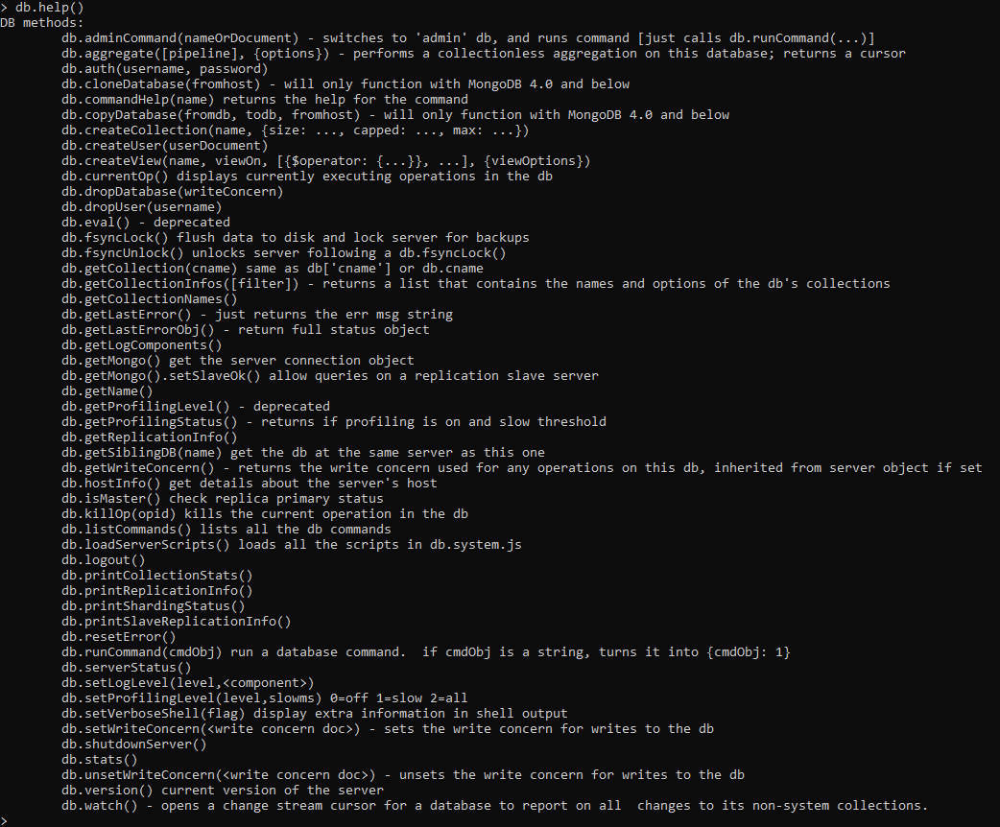 > db.help()
DB methods:
db.adminCommand(nameOrDocument) - switches to 'admin' db, and runs command [just calls db.runCommand(...)]
db.aggregate([pipeline], {options}) - performs a collectionless aggregation on this database; returns a cursor
db.auth(username, password)
db.cloneDatabase(fromhost) - will only function with MongoDB 4.0 and below
db.commandHelp(name) returns the help for the command
db.copyDatabase(fromdb, todb, fromhost) - will only function with MongoDB 4.0 and below
db.createCollection(name, {size: ..., capped: ..., max: ...})
db.createUser(userDocument)
db.createView(name, viewOn, [{$operator: {...}}, ...], {viewOptions})
db.currentOp() displays currently executing operations in the db
db.dropDatabase(writeConcern)
db.dropUser(username)
db.eval() - deprecated
db.fsyncLock() flush data to disk and lock server for backups
db.fsyncUnlock() unlocks server following a db.fsyncLock()
db.getCollection(cname) same as db['cname'] or db.cname
db.getCollectionInfos([filter]) - returns a list that contains the names and options of the db's collections
db.getCollectionNames()
db.getLastError() - just returns the err msg string
db.getLastErrorObj() - return full status object
db.getLogComponents()
db.getMongo() get the server connection object
db.getMongo().setSlaveOk() allow queries on a replication slave server
db.getName()
db.getProfilingLevel() - deprecated
db.getProfilingStatus() - returns if profiling is on and slow threshold
db.getReplicationInfo()
db.getSiblingDB(name) get the db at the same server as this one
db.getWriteConcern() - returns the write concern used for any operations on this db, inherited from server object if set
db.hostInfo() get details about the server's host
db.isMaster() check replica primary status
db.killOp(opid) kills the current operation in the db
db.listCommands() lists all the db commands
db.loadServerScripts() loads all the scripts in db.system.js
db.logout()
db.printCollectionStats()
db.printReplicationInfo()
db.printShardingStatus()
db.printSlaveReplicationInfo()
db.resetError()
db.runCommand(cmdObj) run a database command.  if cmdObj is a string, turns it into {cmdObj: 1}
db.serverStatus()
db.setLogLevel(level,<component>)
db.setProfilingLevel(level,slowms) 0=off 1=slow 2=all
db.setVerboseShell(flag) display extra information in shell output
db.setWriteConcern(<write concern doc>) - sets the write concern for writes to the db
db.shutdownServer()
db.stats()
db.unsetWriteConcern(<write concern doc>) - unsets the write concern for writes to the db
db.version() current version of the server
db.watch() - opens a change stream cursor for a database to report on all  changes to its non-system collections.
>